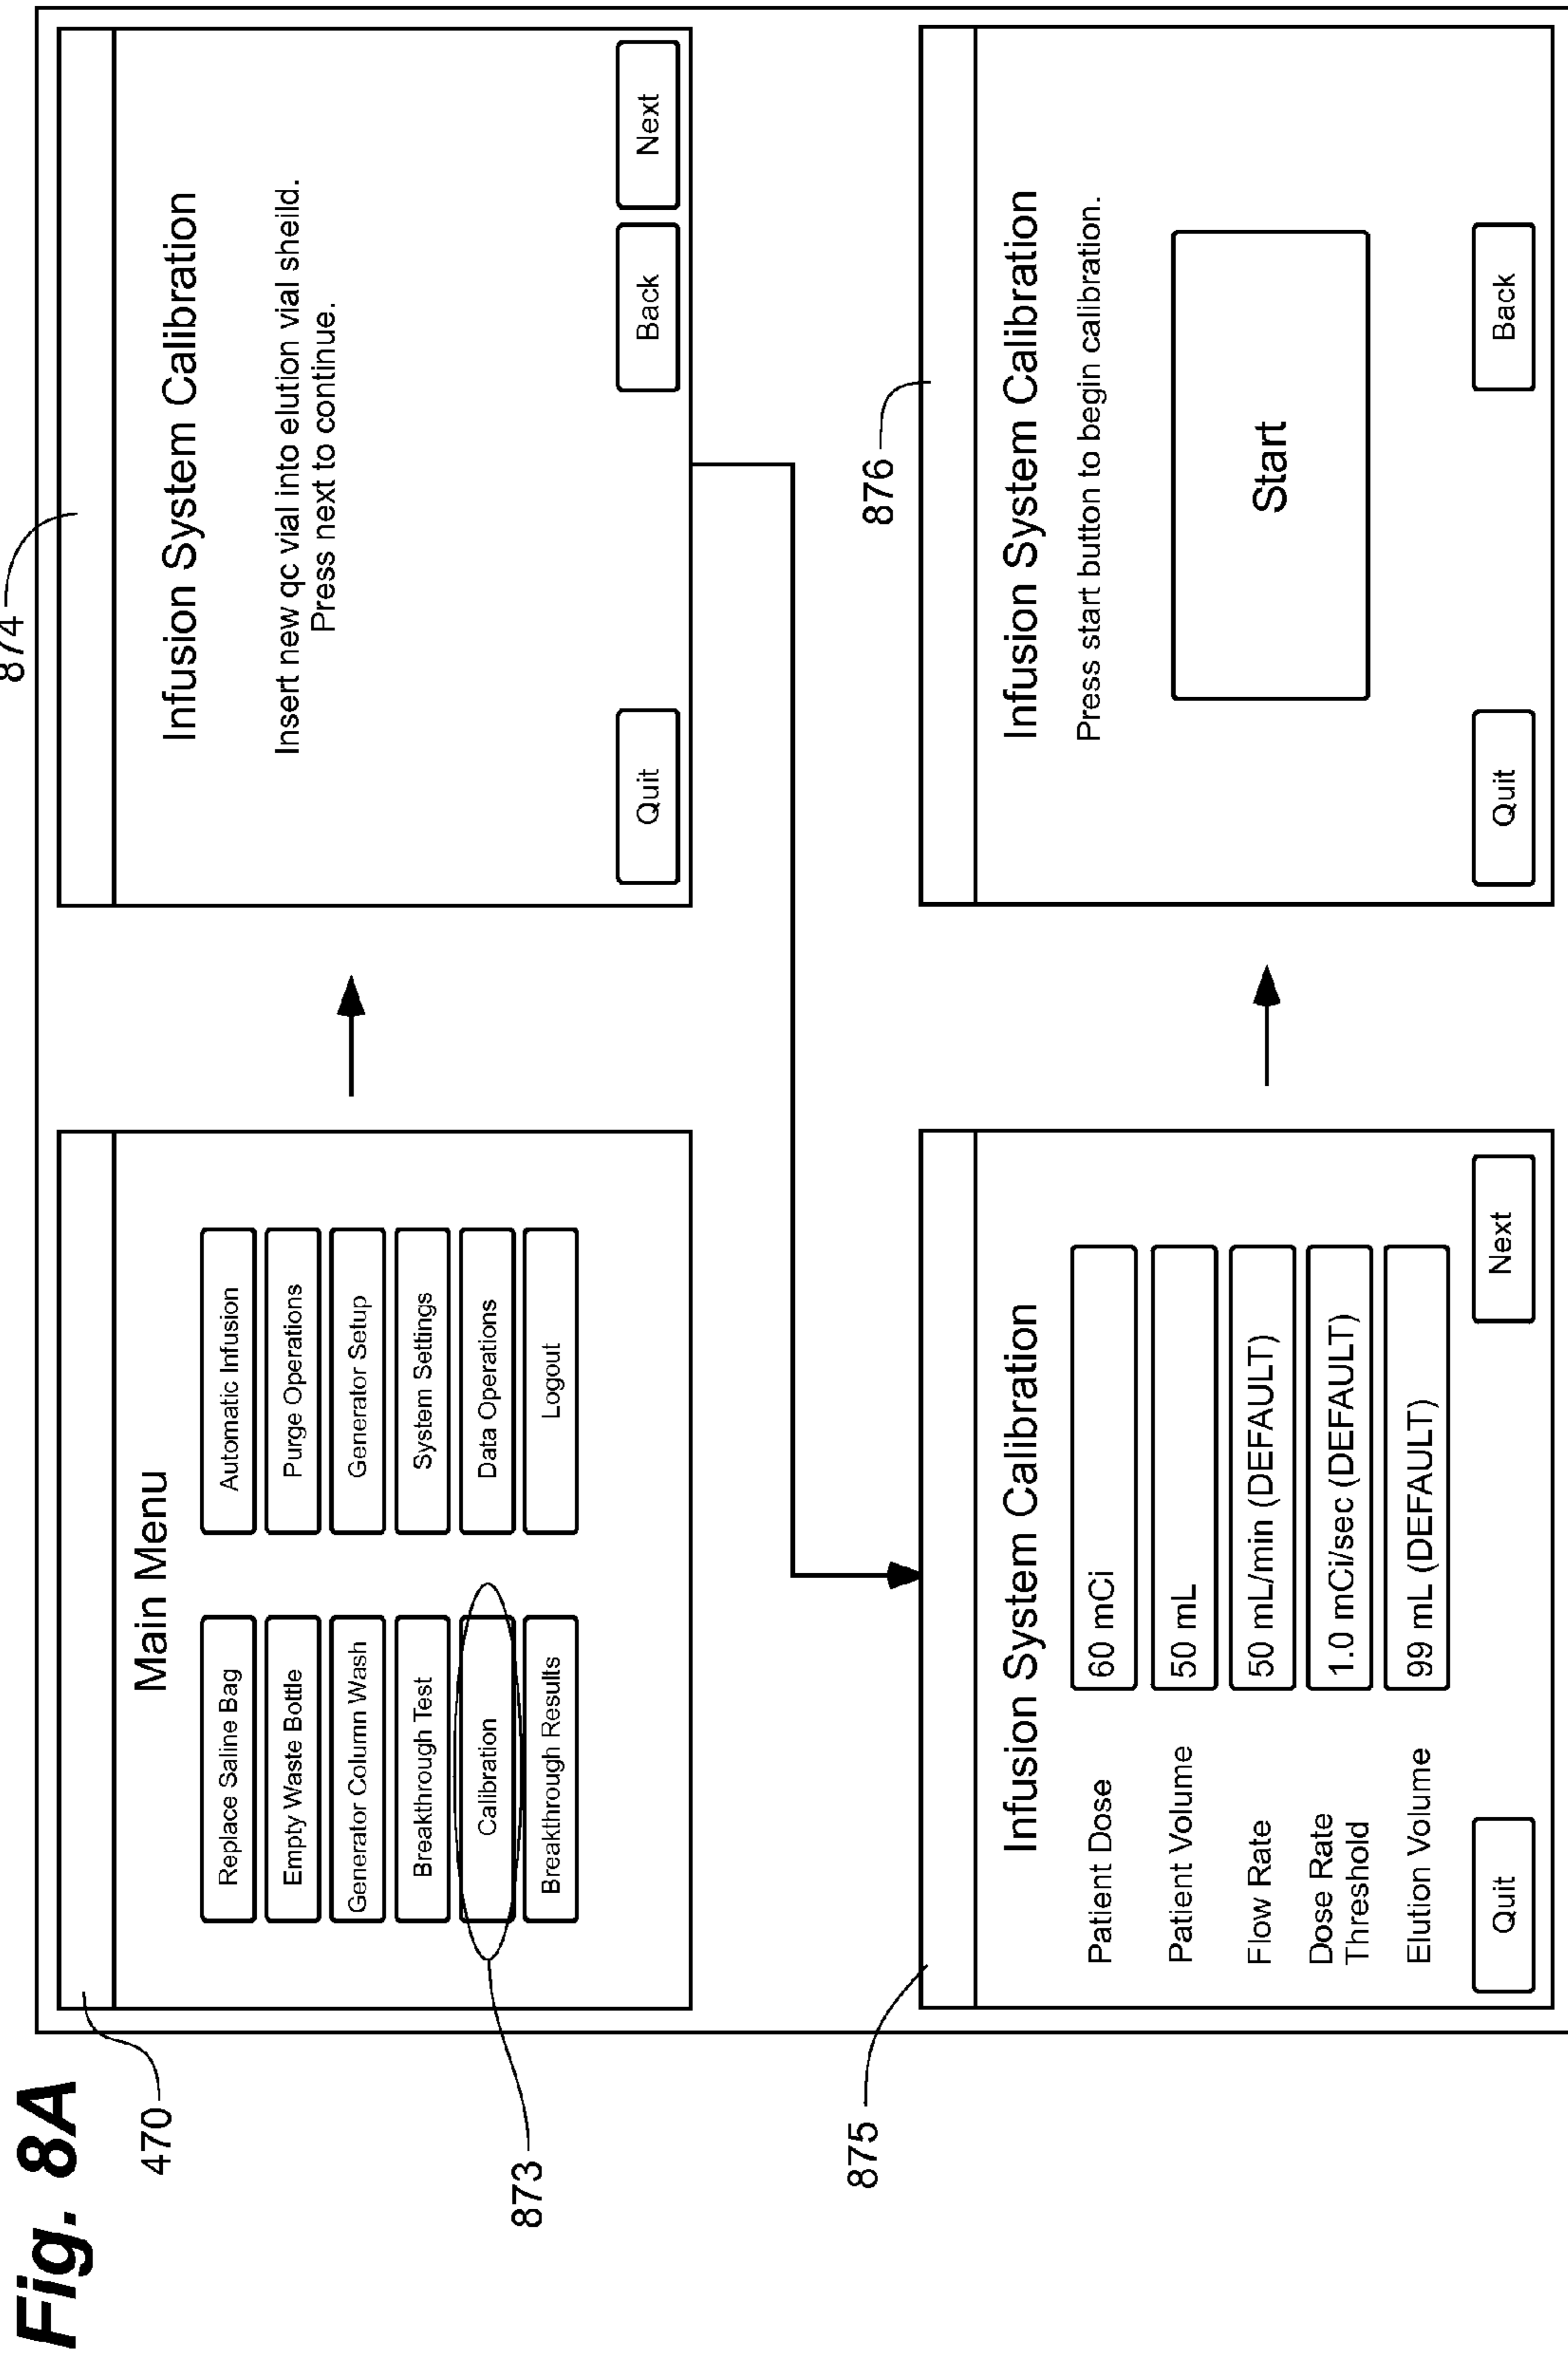 Fig. 8A
470
Main Menu
Replace Saline Bag
Automatic Infusion
Empty Waste Bottle
Purge Operations
Generator Column Wash
Generator Setup
Breakthrough Test
System Settings
Calibration
Data Operations
Breakthrough Results
Logout
873
874
Infusion System Calibration
Insert new qc vial into elution vial sheild.
Press next to continue.
Quit
Back
Next
875
Infusion System Calibration
Patient Dose
60 mCi
Patient Volume
50 mL
Flow Rate
50 mL/min (DEFAULT)
Dose Rate
Threshold
1.0 mCi/sec (DEFAULT)
Elution Volume
99 mL (DEFAULT)
Quit
Next
876
Infusion System Calibration
Press start button to begin calibration.
Start
Quit
Back